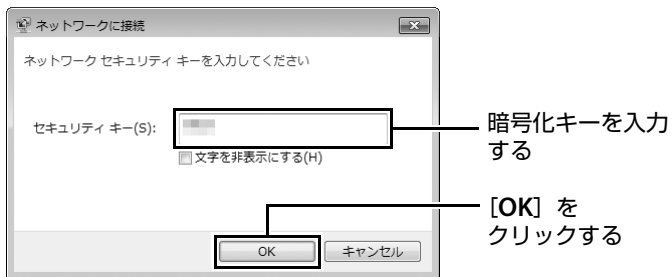 ネットワークに接続
ネットワーク セキュリティ キーを入力してください
セキュリティ キー(S):
文字を非表示にする(H)
OK
キャンセル
暗号化キーを入力
する
[OK] を
クリックする